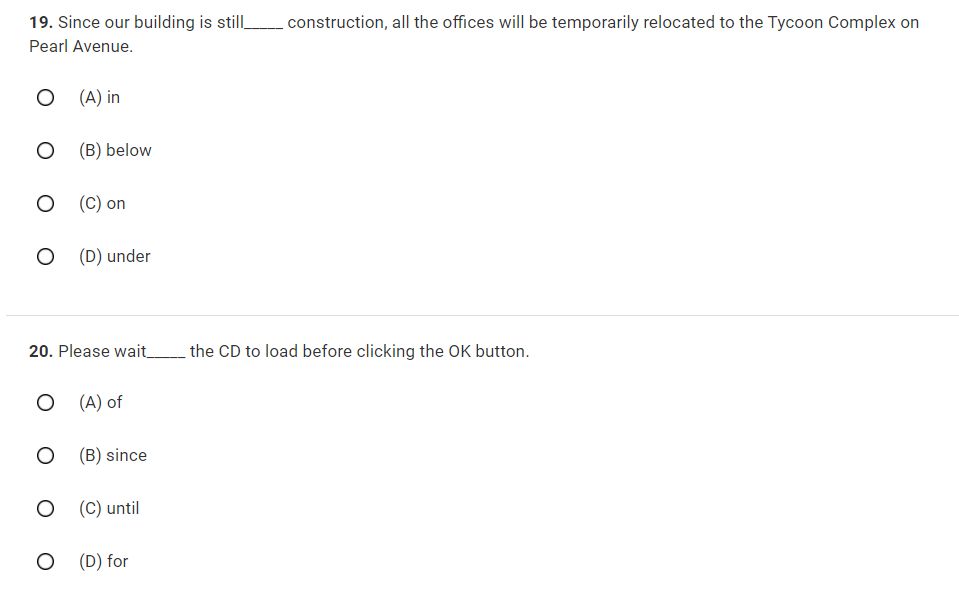 19. Since our building is still_____ construction, all the offices will be temporarily relocated to the Tycoon Complex on
Pearl Avenue.
(A) in
(B) below
(C) on
(D) under
20. Please wait_____ the CD to load before clicking the OK button.
(A) of
(B) since
(C) until
(D) for